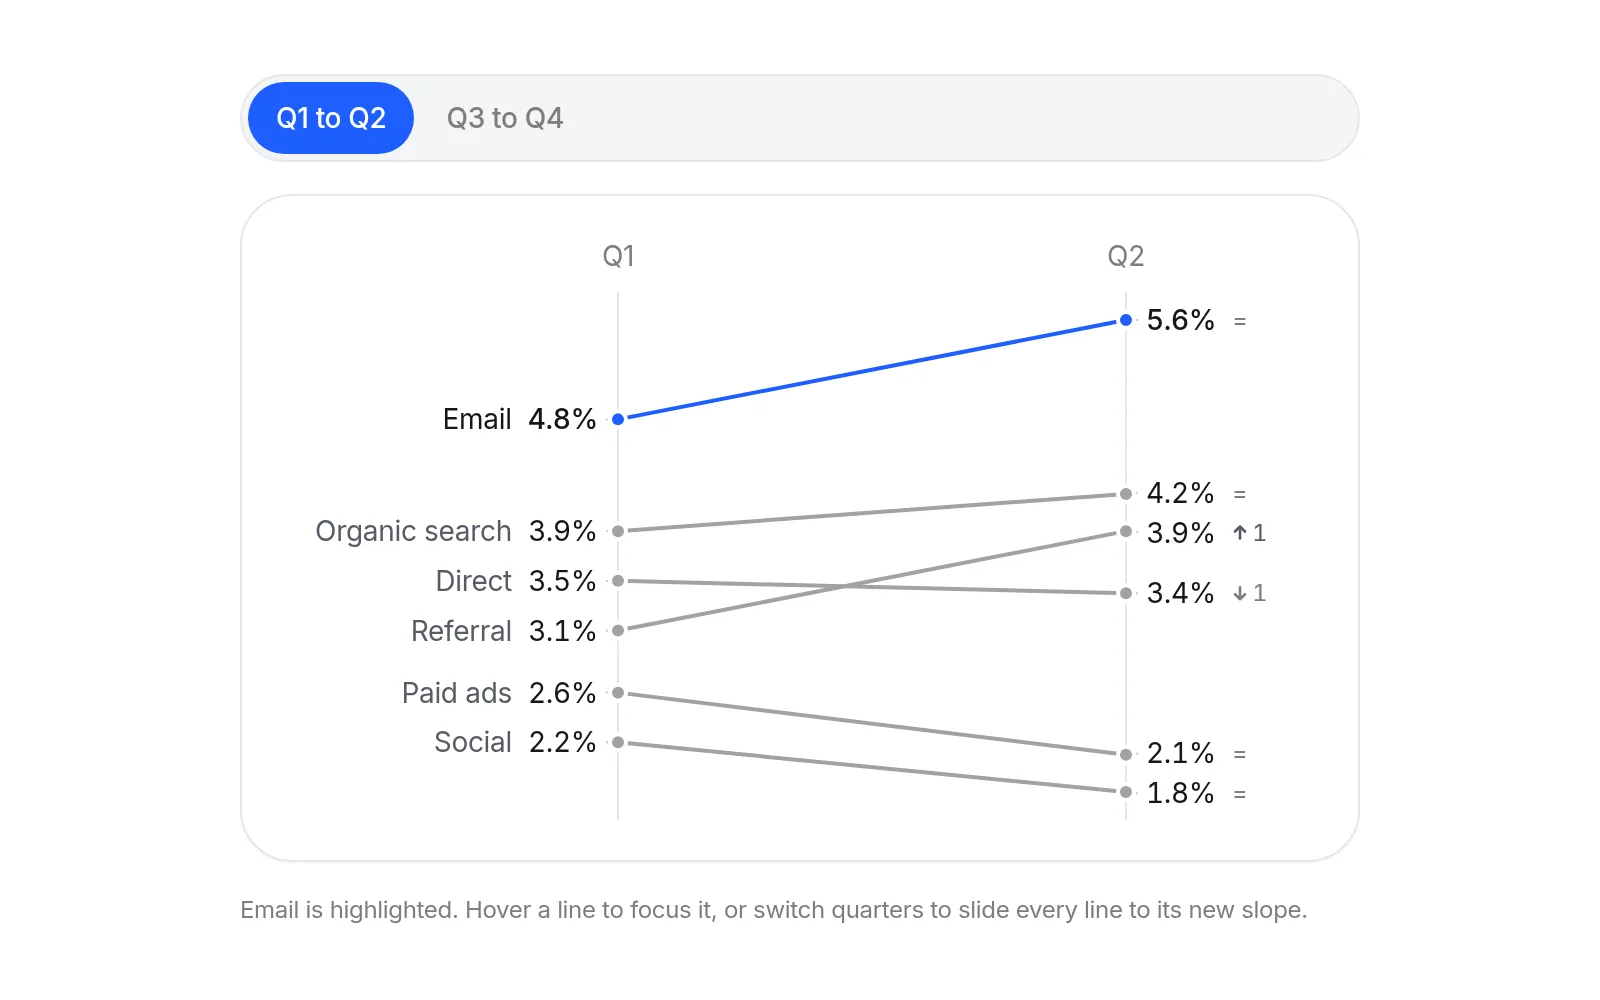 Q1 to Q2 Q3 to Q4
Q1 Q2
5.6% =
Email 4.8%
4.2% =
Organic search 3.9% 3.9% ↑ 1
Direct 3.5% 3.4% ↓ 1
Referral 3.1%
Paid ads 2.6%
Social 2.2% 2.1% =
1.8% =
Email is highlighted. Hover a line to focus it, or switch quarters to slide every line to its new slope.